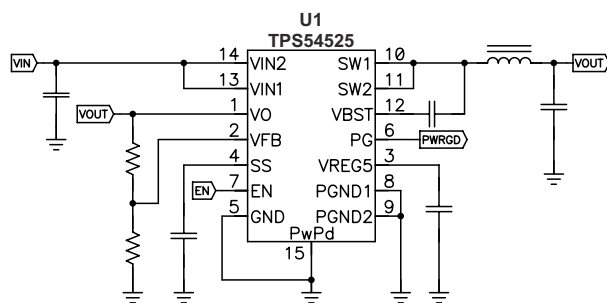 U1
TPS54525
VIN 14 VIN2 SW1 10 VOUT
13 VIN1 SW2 11
VOUT 1 VO VBST 12
2 VFB PG 6 PWRGD
4 SS VREG5 3
EN 7 EN PGND1 8
5 GND PGND2 9
PwPd
15